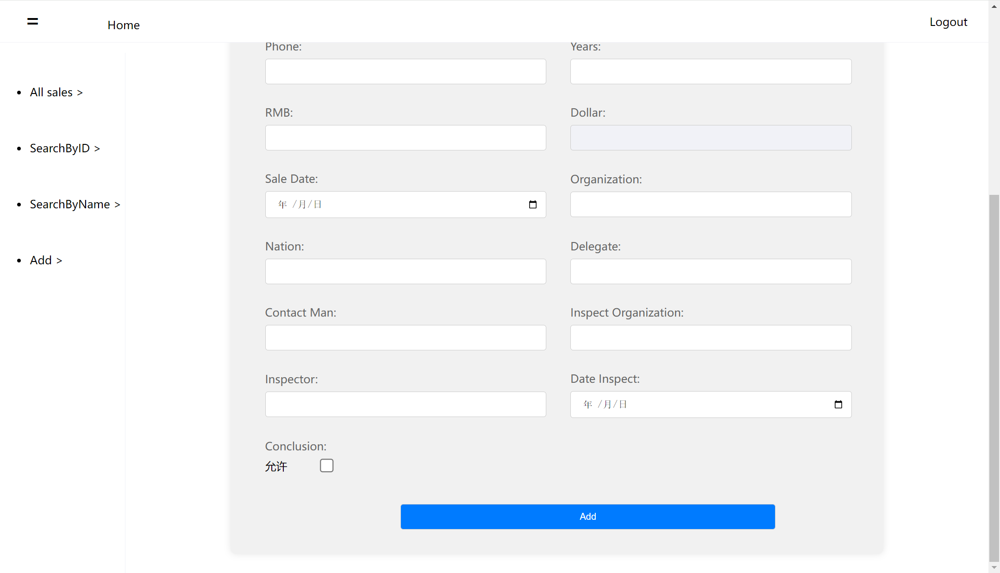 Home
Logout
All sales >
SearchByID >
SearchByName >
Add >
Phone:
Years:
RMB:
Dollar:
Sale Date:
Organization:
年 /月/日
Nation:
Delegate:
Contact Man:
Inspect Organization:
Inspector:
Date Inspect:
年 /月/日
Conclusion:
允许
Add